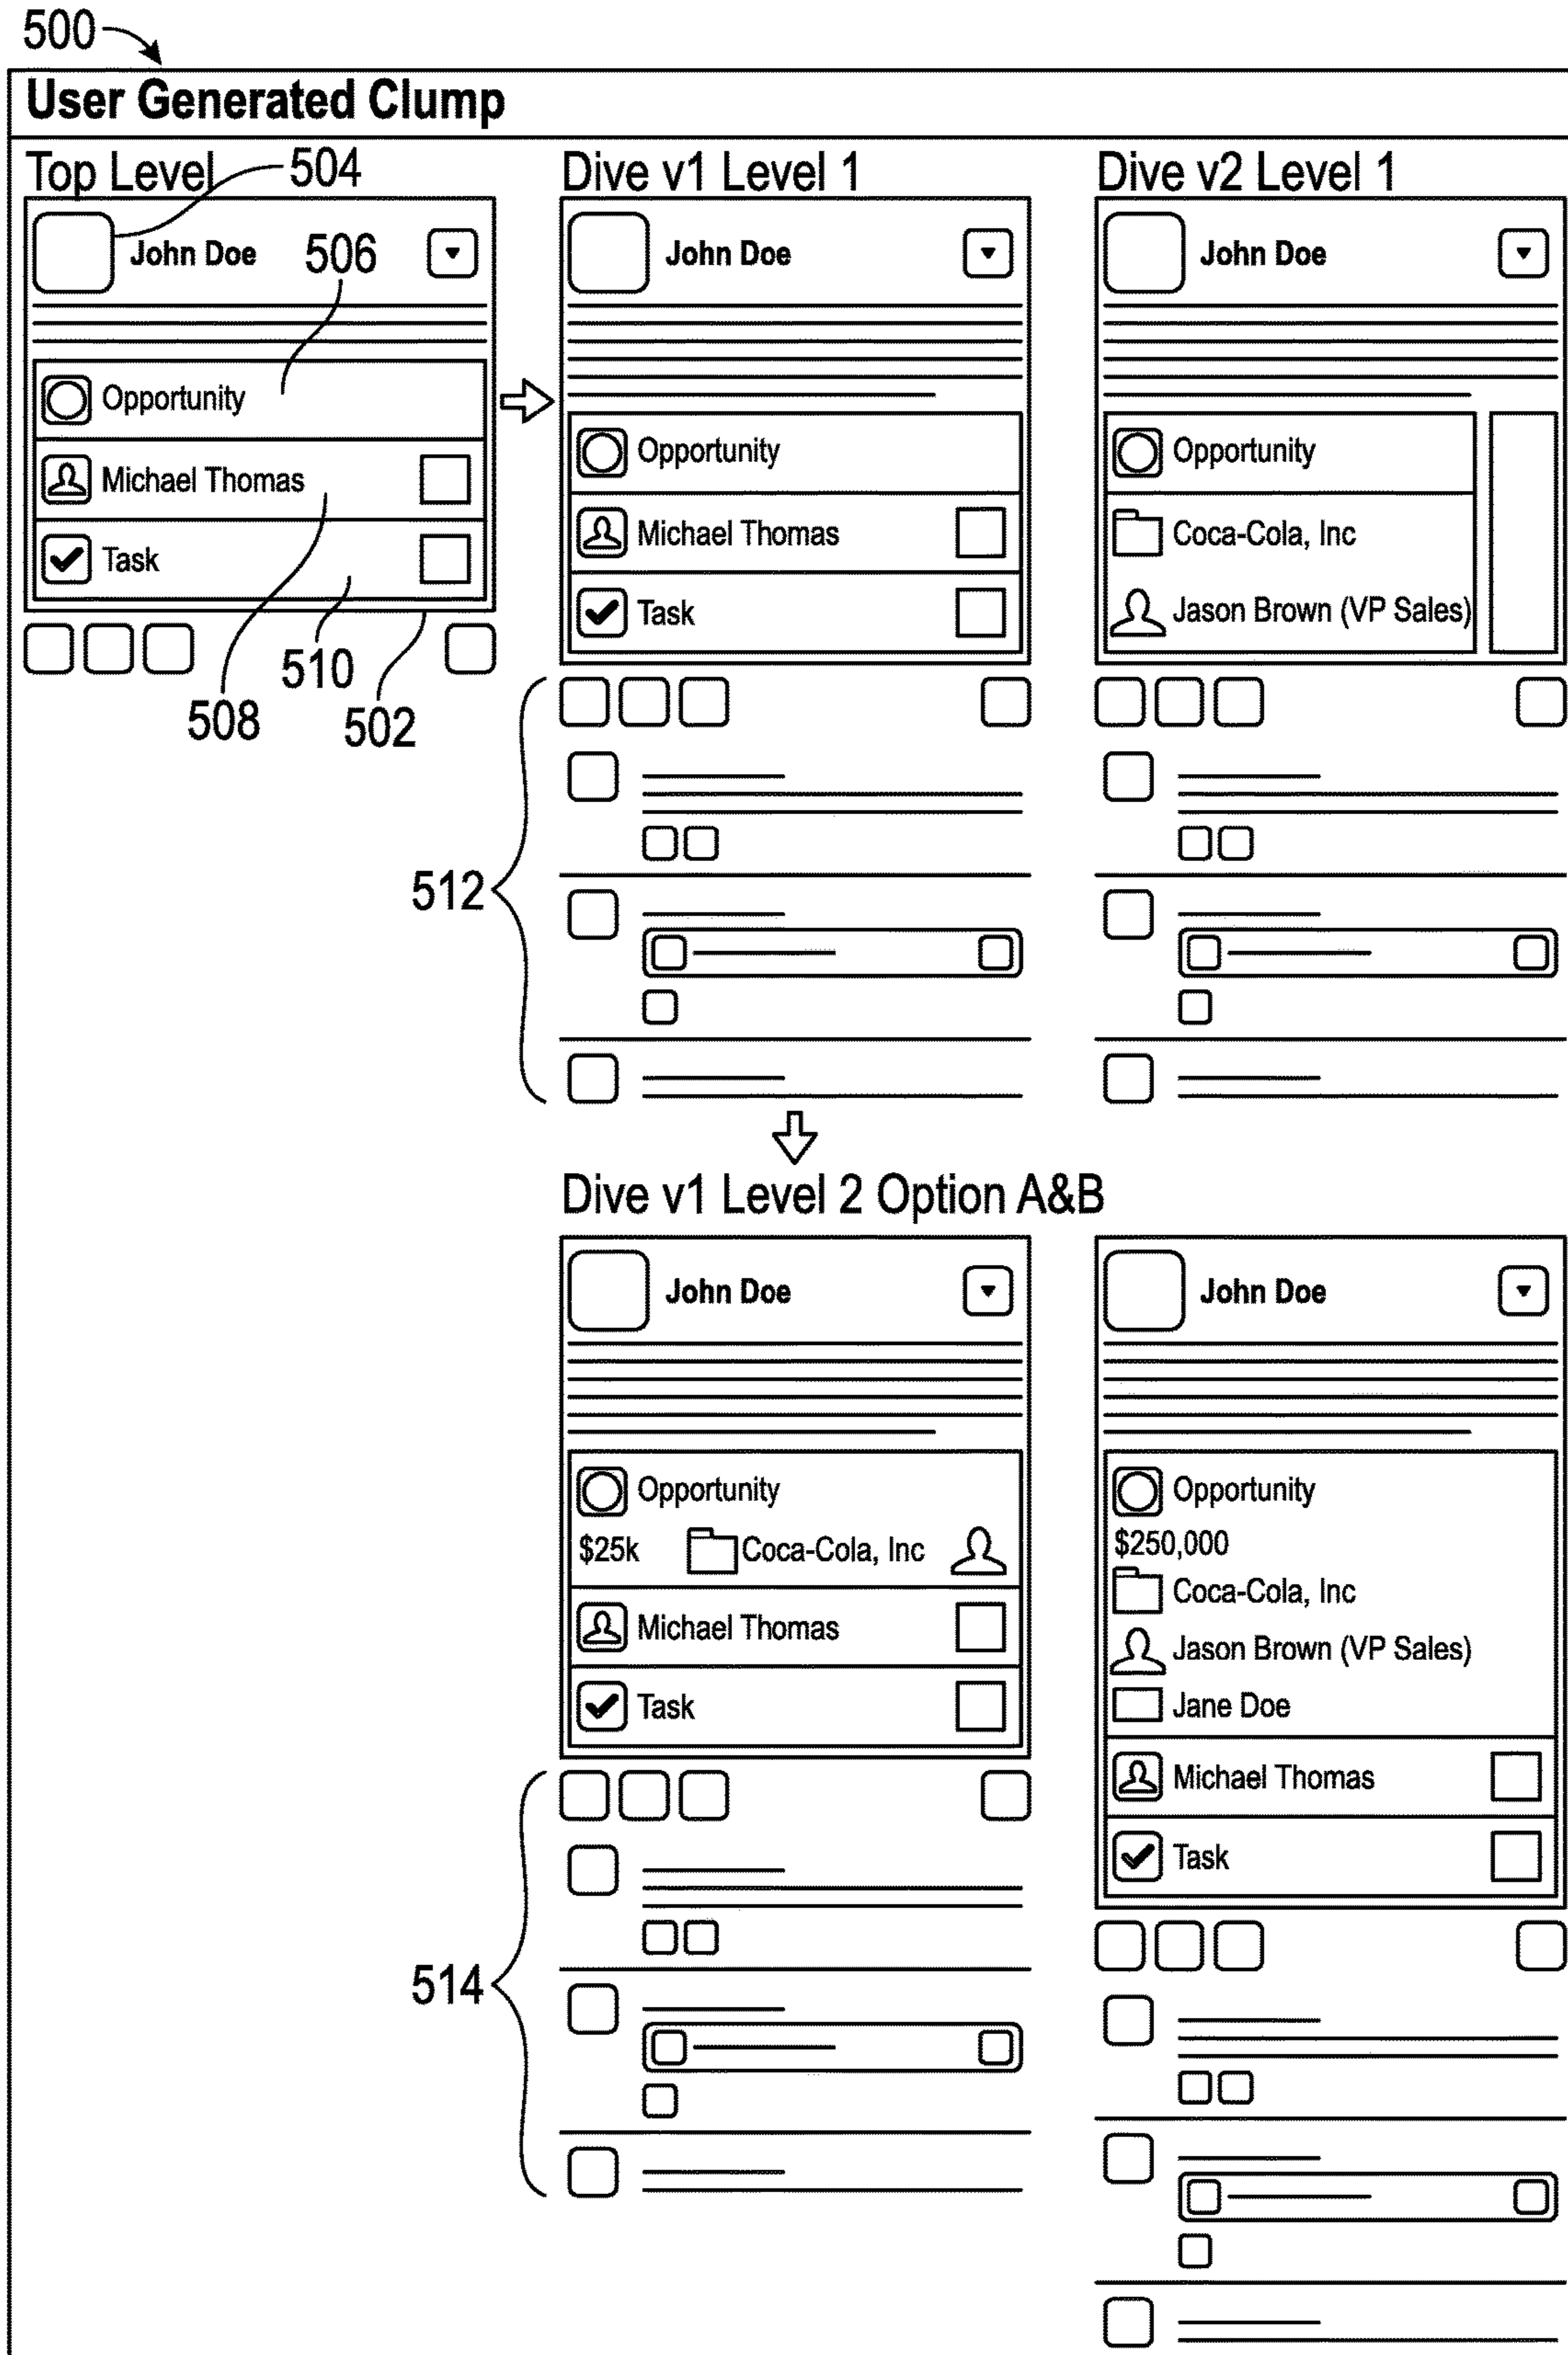 500
User Generated Clump
Top Level
504
John Doe
506
Opportunity
Michael Thomas
Task
510
508
502
Dive v1 Level 1
John Doe
Opportunity
Michael Thomas
Task
512
Dive v2 Level 1
John Doe
Opportunity
Coca-Cola, Inc
Jason Brown (VP Sales)
Dive v1 Level 2 Option A&B
John Doe
Opportunity
$25k Coca-Cola, Inc
Michael Thomas
Task
514
John Doe
Opportunity
$250,000
Coca-Cola, Inc
Jason Brown (VP Sales)
Jane Doe
Michael Thomas
Task